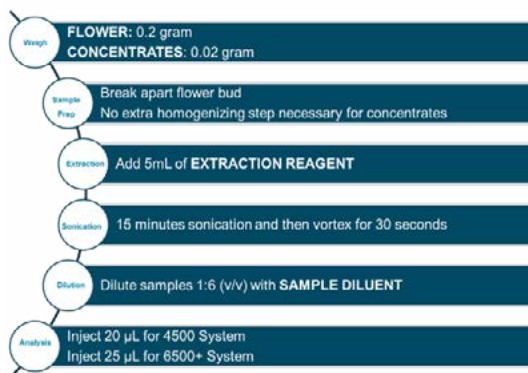 Weigh
FLOWER: 0.2 gram
CONCENTRATES: 0.02 gram
Sample
Prep
Break apart flower bud
No extra homogenizing step necessary for concentrates
Extraction
Add 5mL of EXTRACTION REAGENT
Sonication
15 minutes sonication and then vortex for 30 seconds
Dilution
Dilute samples 1:6 (v/v) with SAMPLE DILUENT
Analysis
Inject 20 µL for 4500 System
Inject 25 µL for 6500+ System